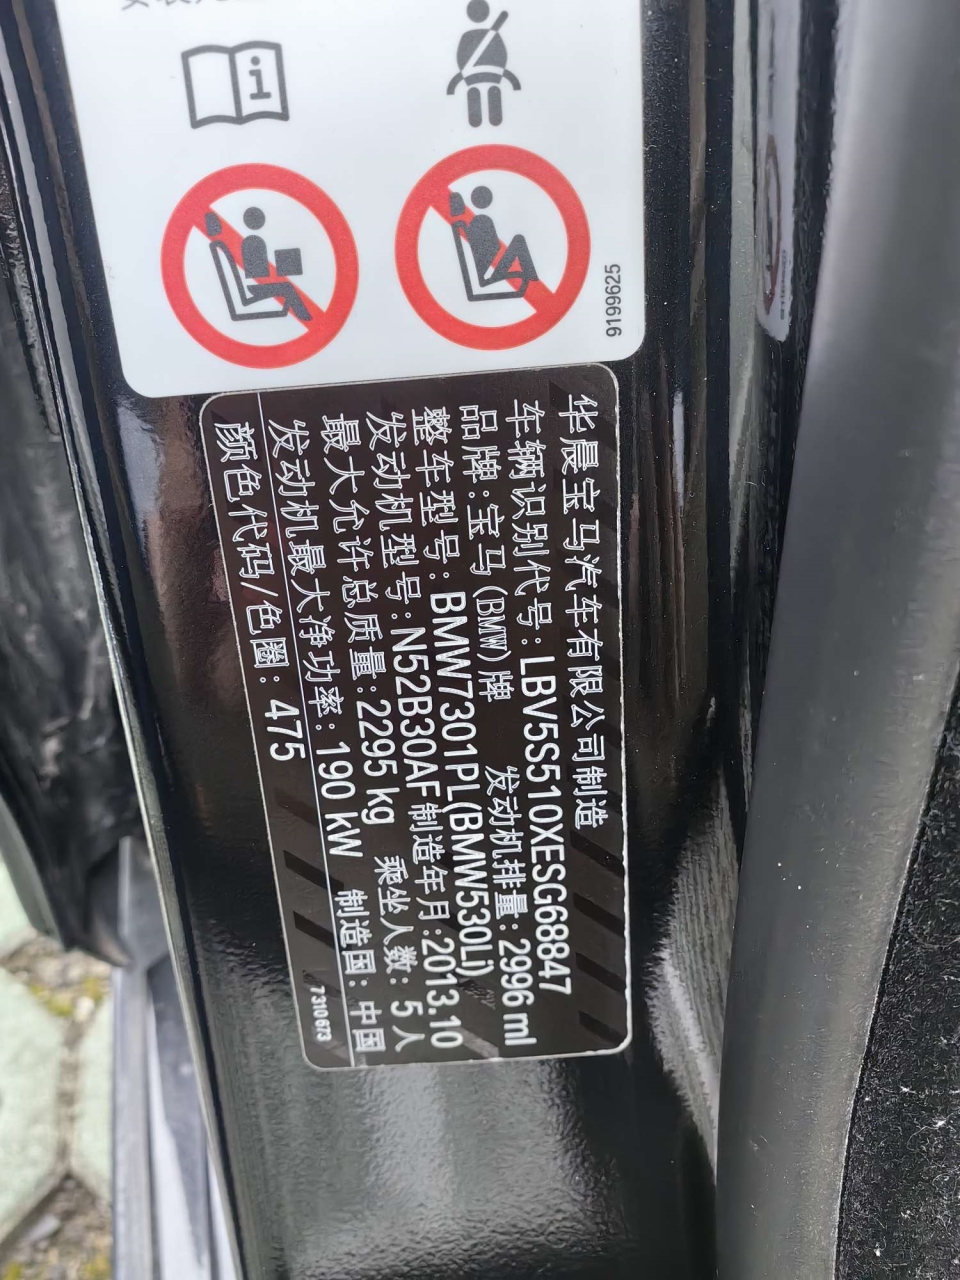 9199625
华晨宝马汽车有限公司制造
车辆识别代号:LBV5S510XESG68847
品牌:宝马(BMW)牌 发动机排量:2996 ml
整车型号:BMW7301PL(BMW530Li)
发动机型号:N52B30AF 制造年月:2013.10
最大允许总质量:2295 kg 乘坐人数:5人
发动机最大净功率:190 kW 制造国:中国
颜色代码/色圈:475
7310673